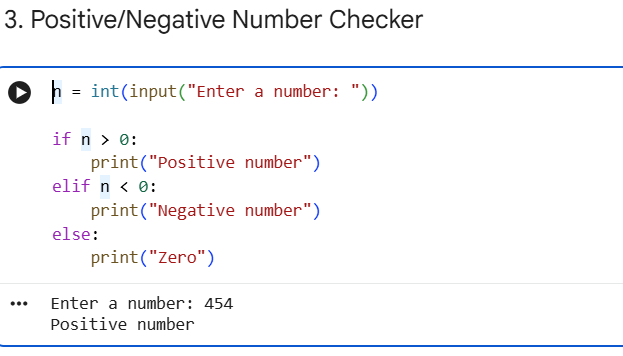 3. Positive/Negative Number Checker
n = int(input("Enter a number: "))
if n > 0:
    print("Positive number")
elif n < 0:
    print("Negative number")
else:
    print("Zero")
Enter a number: 454
Positive number